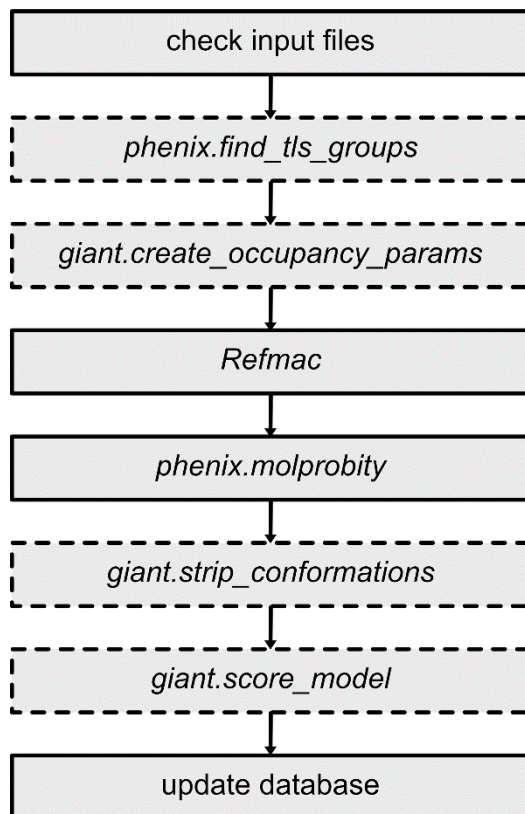 check input files
phenix.find_tls_groups
giant.create_occupancy_params
Refmac
phenix.molprobity
giant.strip_conformations
giant.score_model
update database